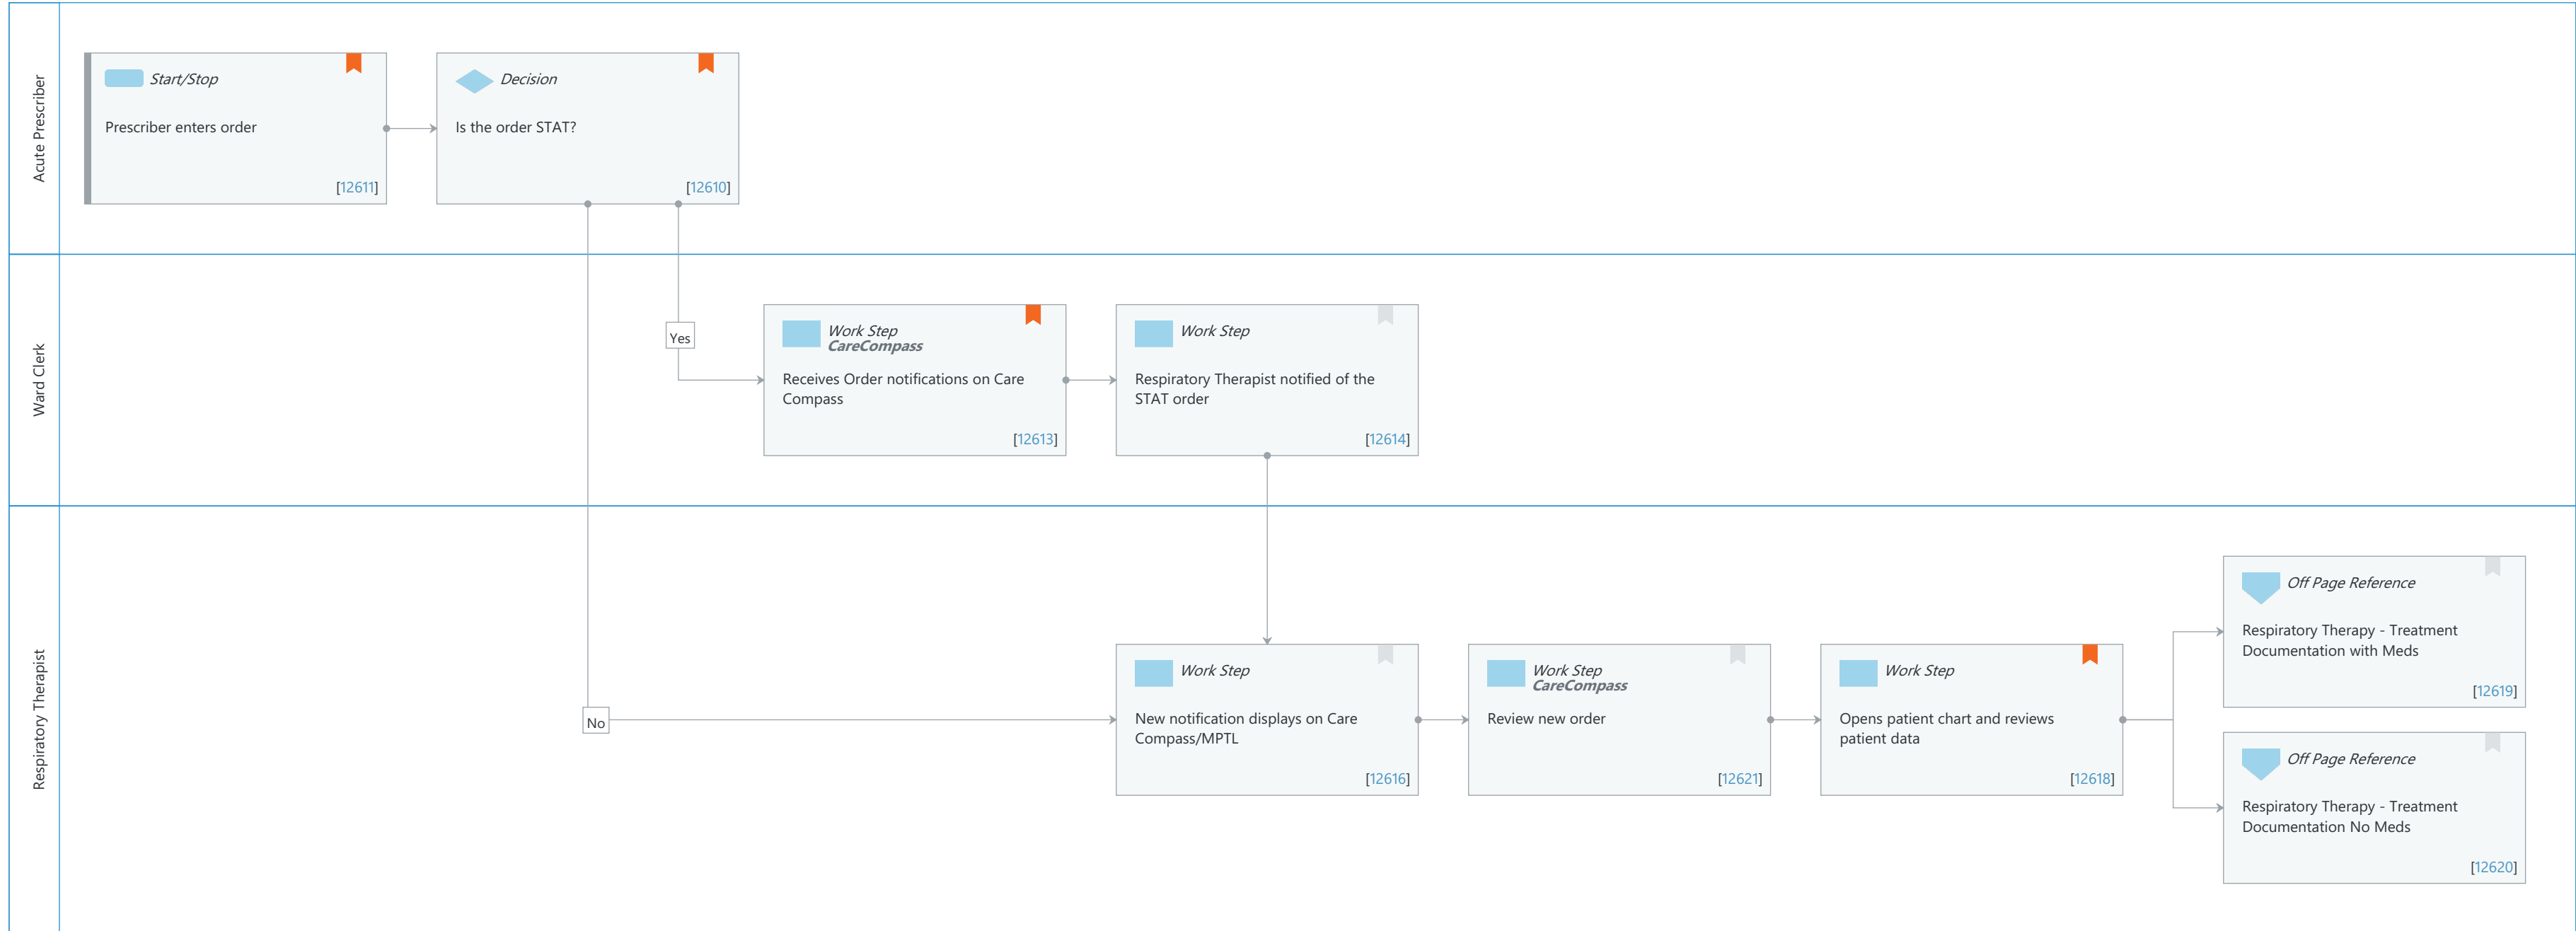 Acute Prescriber
Start/Stop
Prescriber enters order
[12611]
Decision
Is the order STAT?
[12610]
Ward Clerk
Yes
Work Step
CareCompass
Receives Order notifications on Care
Compass
[12613]
Work Step
Respiratory Therapist notified of the
STAT order
[12614]
Respiratory Therapist
No
Work Step
New notification displays on Care
Compass/MPTL
[12616]
Work Step
CareCompass
Review new order
[12621]
Work Step
Opens patient chart and reviews
patient data
[12618]
Off Page Reference
Respiratory Therapy - Treatment
Documentation with Meds
[12619]
Off Page Reference
Respiratory Therapy - Treatment
Documentation No Meds
[12620]